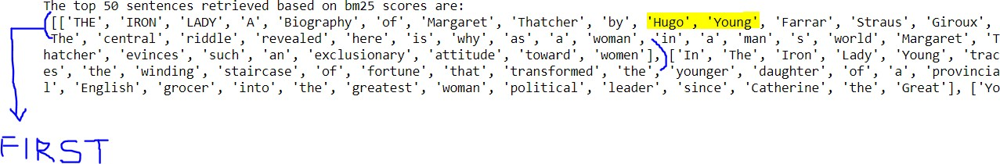 The top 50 sentences retrieved based on bm25 scores are:
[['THE', 'IRON', 'LADY', 'A', 'Biography', 'of', 'Margaret', 'Thatcher', 'by', 'Hugo', 'Young', 'Farrar', 'Straus', 'Giroux',
'The', 'central', 'riddle', 'revealed', 'here', 'is', 'why', 'as', 'a', 'woman', 'in', 'a', 'man', 's', 'world', 'Margaret', 'T
hatcher', 'evinces', 'such', 'an', 'exclusionary', 'attitude', 'toward', 'women'], ['In', 'The', 'Iron', 'Lady', 'Young', 'trac
es', 'the', 'winding', 'staircase', 'of', 'fortune', 'that', 'transformed', 'the', 'younger', 'daughter', 'of', 'a', 'provincia
l', 'English', 'grocer', 'into', 'the', 'greatest', 'woman', 'political', 'leader', 'since', 'Catherine', 'the', 'Great'], ['Yo
FIRST